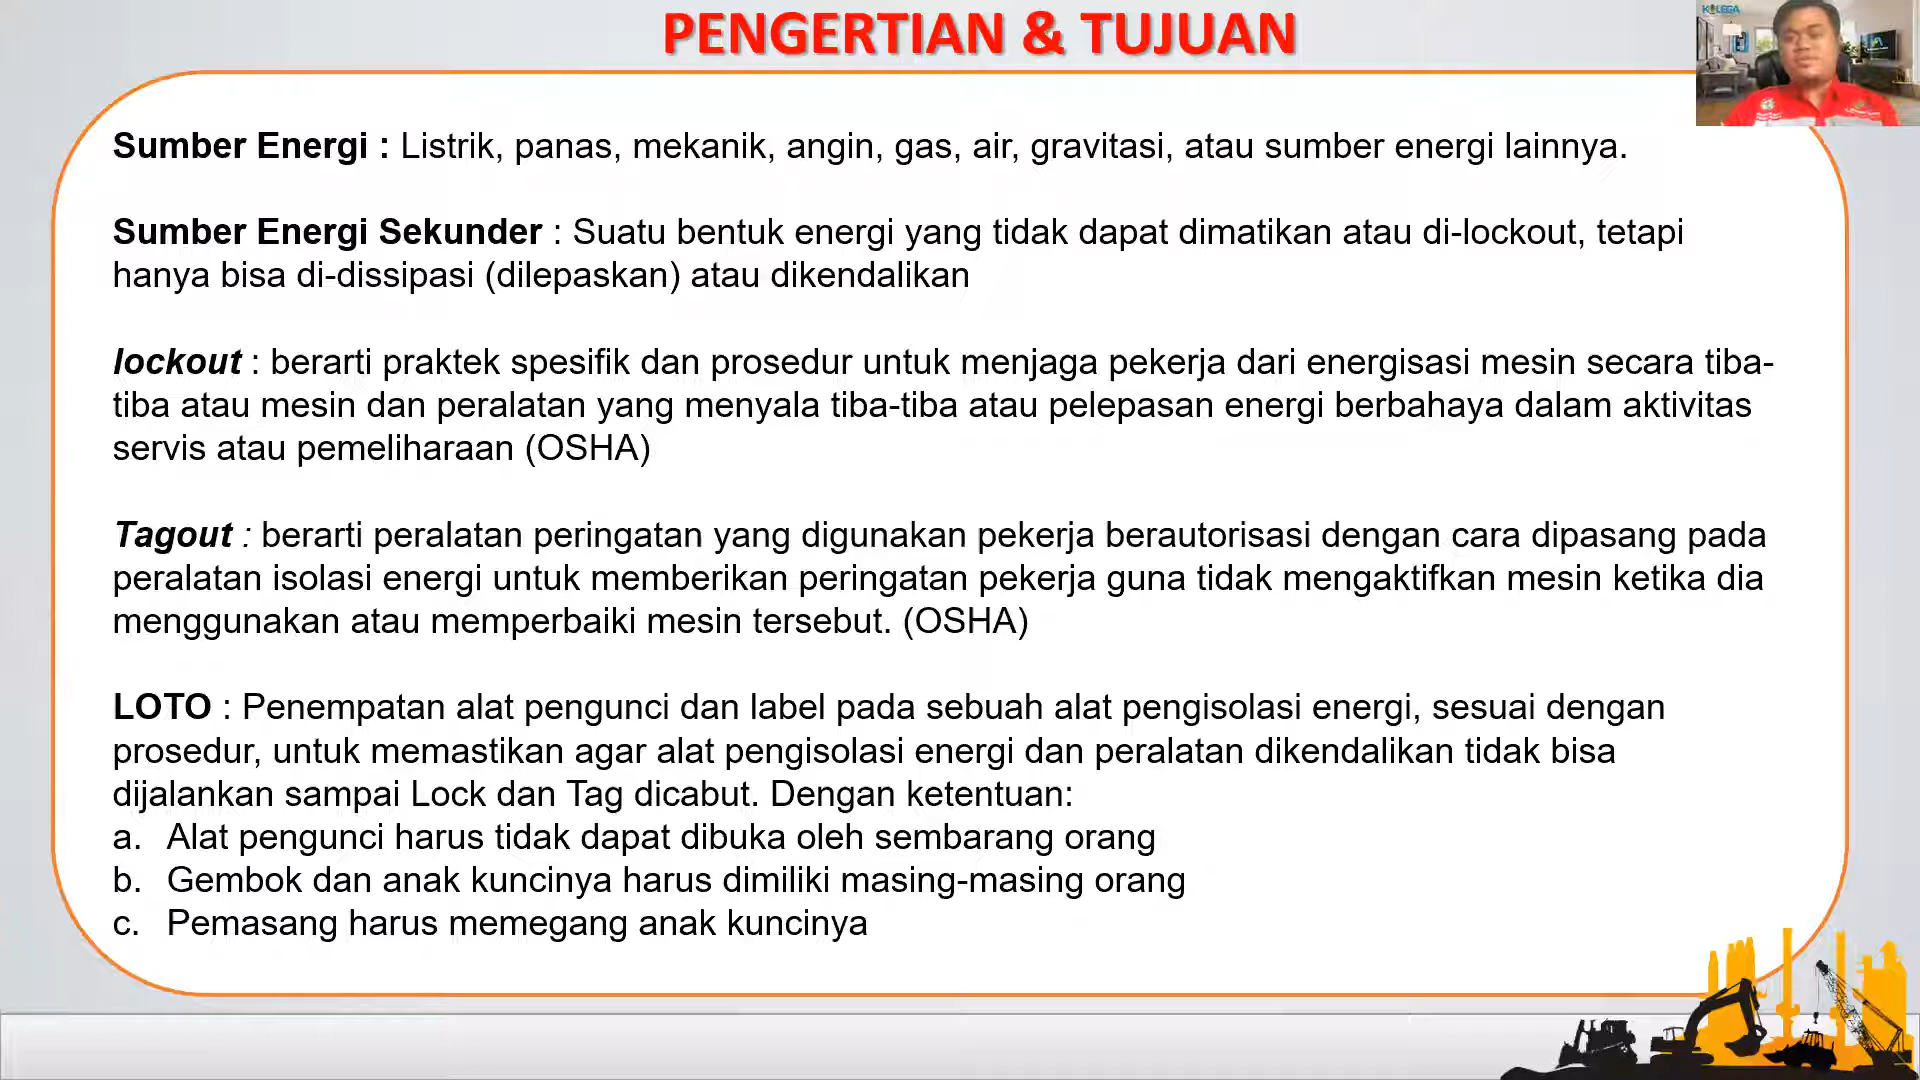 PENGERTIAN & TUJUAN
Sumber Energi : Listrik, panas, mekanik, angin, gas, air, gravitasi, atau sumber energi lainnya.
Sumber Energi Sekunder : Suatu bentuk energi yang tidak dapat dimatikan atau di-lockout, tetapi
hanya bisa di-dissipasi (dilepaskan) atau dikendalikan
lockout : berarti praktek spesifik dan prosedur untuk menjaga pekerja dari energisasi mesin secara tiba-
tiba atau mesin dan peralatan yang menyala tiba-tiba atau pelepasan energi berbahaya dalam aktivitas
servis atau pemeliharaan (OSHA)
Tagout : berarti peralatan peringatan yang digunakan pekerja berautorisasi dengan cara dipasang pada
peralatan isolasi energi untuk memberikan peringatan pekerja guna tidak mengaktifkan mesin ketika dia
menggunakan atau memperbaiki mesin tersebut. (OSHA)
LOTO : Penempatan alat pengunci dan label pada sebuah alat pengisolasi energi, sesuai dengan
prosedur, untuk memastikan agar alat pengisolasi energi dan peralatan dikendalikan tidak bisa
dijalankan sampai Lock dan Tag dicabut. Dengan ketentuan:
a. Alat pengunci harus tidak dapat dibuka oleh sembarang orang
b. Gembok dan anak kuncinya harus dimiliki masing-masing orang
c. Pemasang harus memegang anak kuncinya